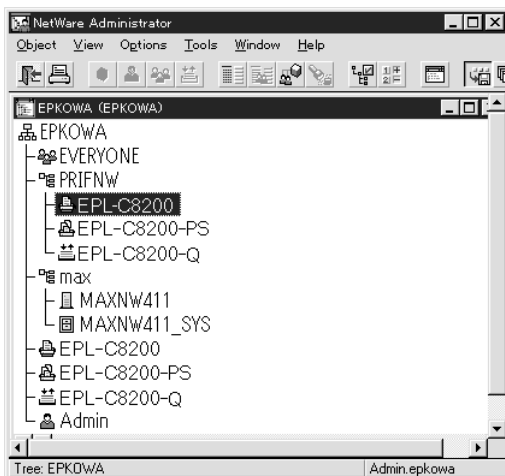 NetWare Administrator
Object View Options Tools Window Help
EPKOWA (EPKOWA)
EPKOWA
EVERYONE
PRIFNW
EPL-C8200
EPL-C8200-PS
EPL-C8200-Q
max
MAXNW411
MAXNW411_SYS
EPL-C8200
EPL-C8200-PS
EPL-C8200-Q
Admin
Tree: EPKOWA Admin.epkowa